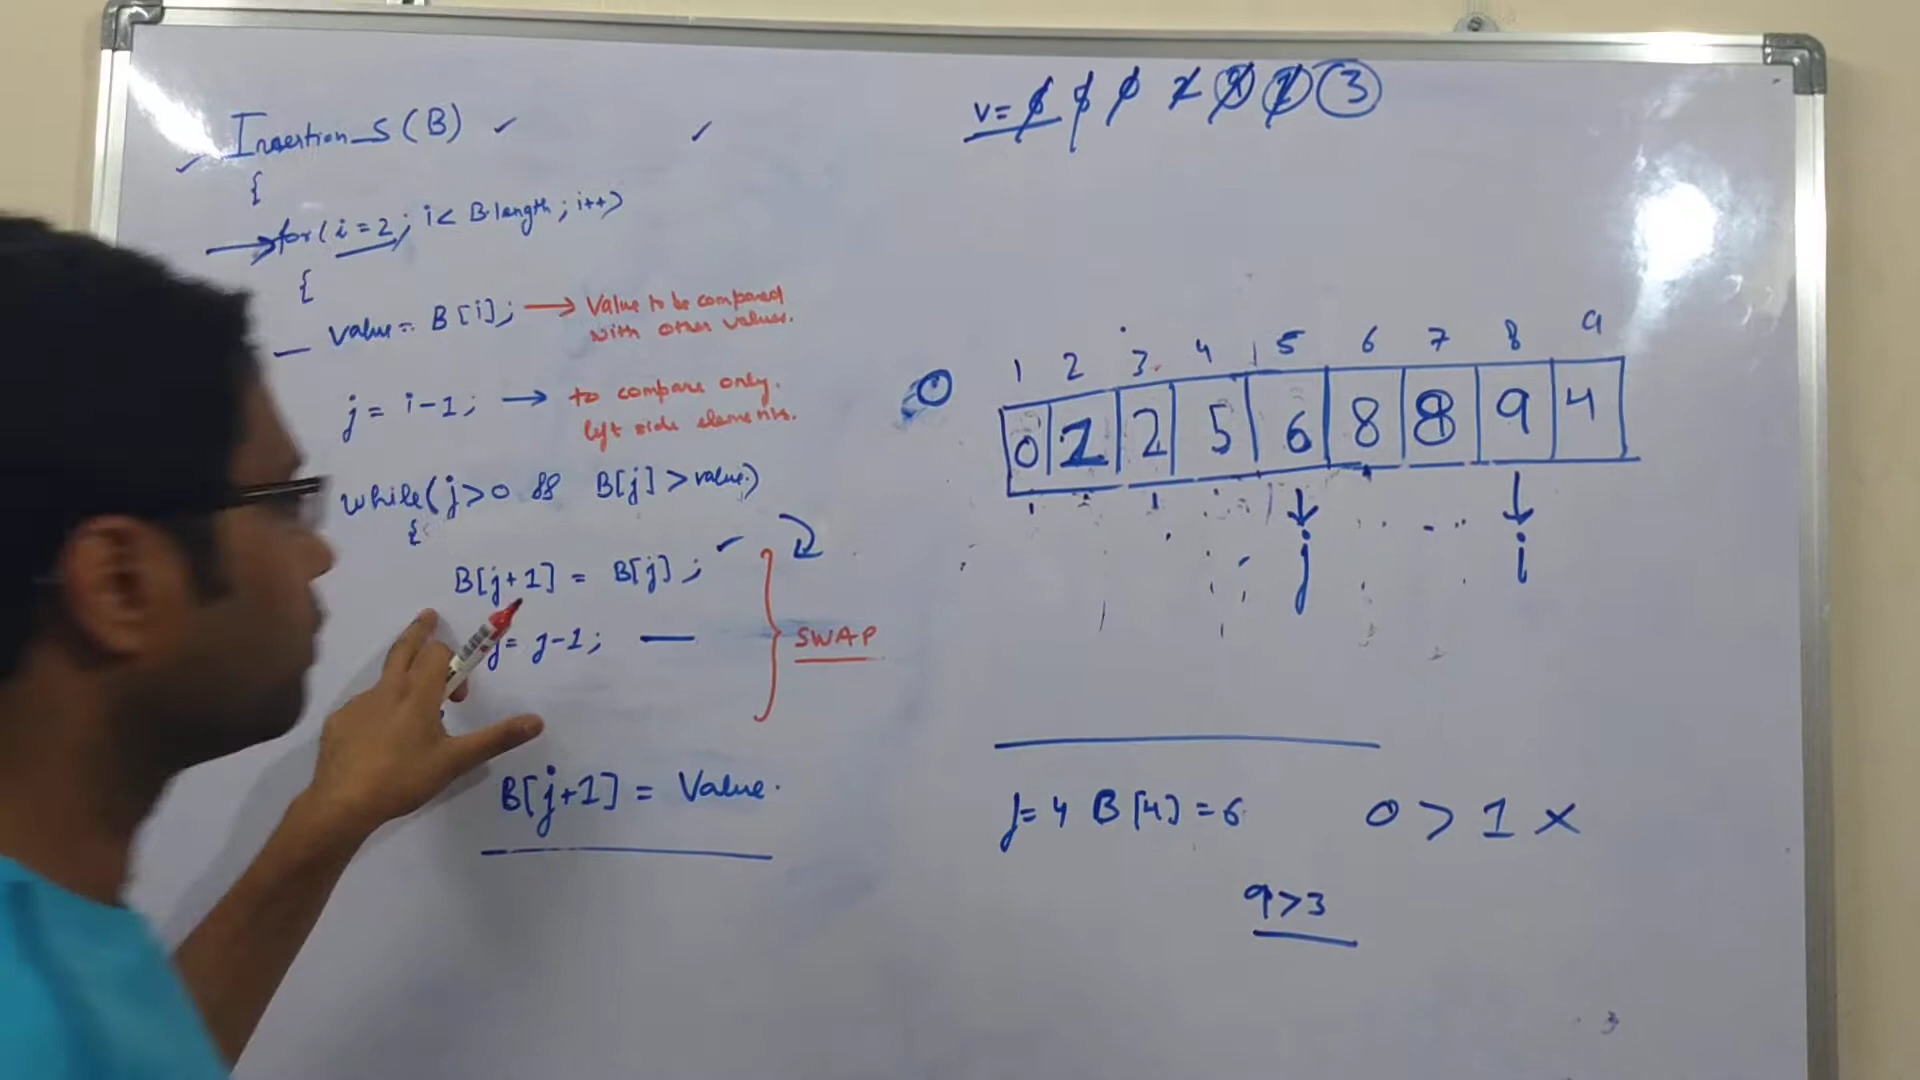 Insertion_S(B)
{
for(i=2; i< B.length; i++)
{
value = B[i]; → Value to be compared
with other values.
j = i-1; → to compare only
left side elements.
while(j>0 && B[j] > value)
{
B[j+1] = B[j];
j = j-1;
SWAP
B[j+1] = Value.
v= 3
1 2 3 4 5 6 7 8 9
0 1 2 5 6 8 8 9 4
j i
j= 4 B[4] = 6 0 > 1 ×
9>3
3